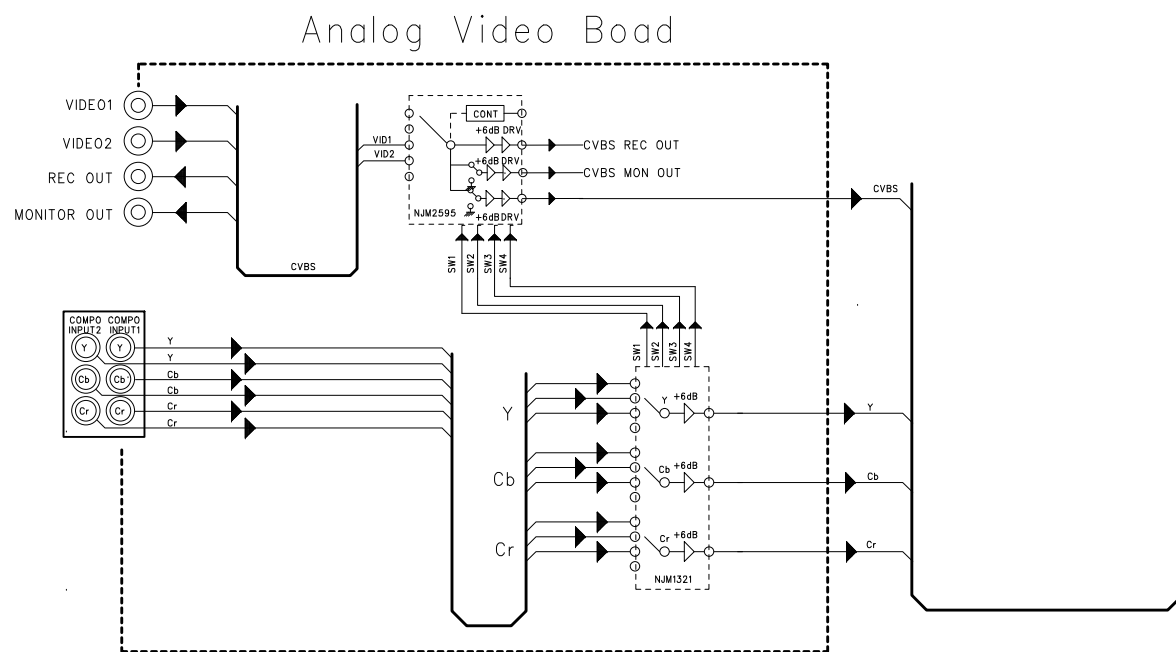 Analog Video Boad
VIDEO1
VIDEO2
REC OUT
MONITOR OUT
CVBS
VID1
VID2
CONT
+6dB DRV
+6dB DRV
+6dB DRV
NJM2595
CVBS REC OUT
CVBS MON OUT
CVBS
SW1
SW2
SW3
SW4
SW1
SW2
SW3
SW4
COMPO COMPO
INPUT2 INPUT1
Y Y
Cb Cb
Cr Cr
Y
Y
Cb
Cb
Cr
Cr
Y
Cb
Cr
Y +6dB
Cb +6dB
Cr +6dB
NJM1321
Y
Cb
Cr